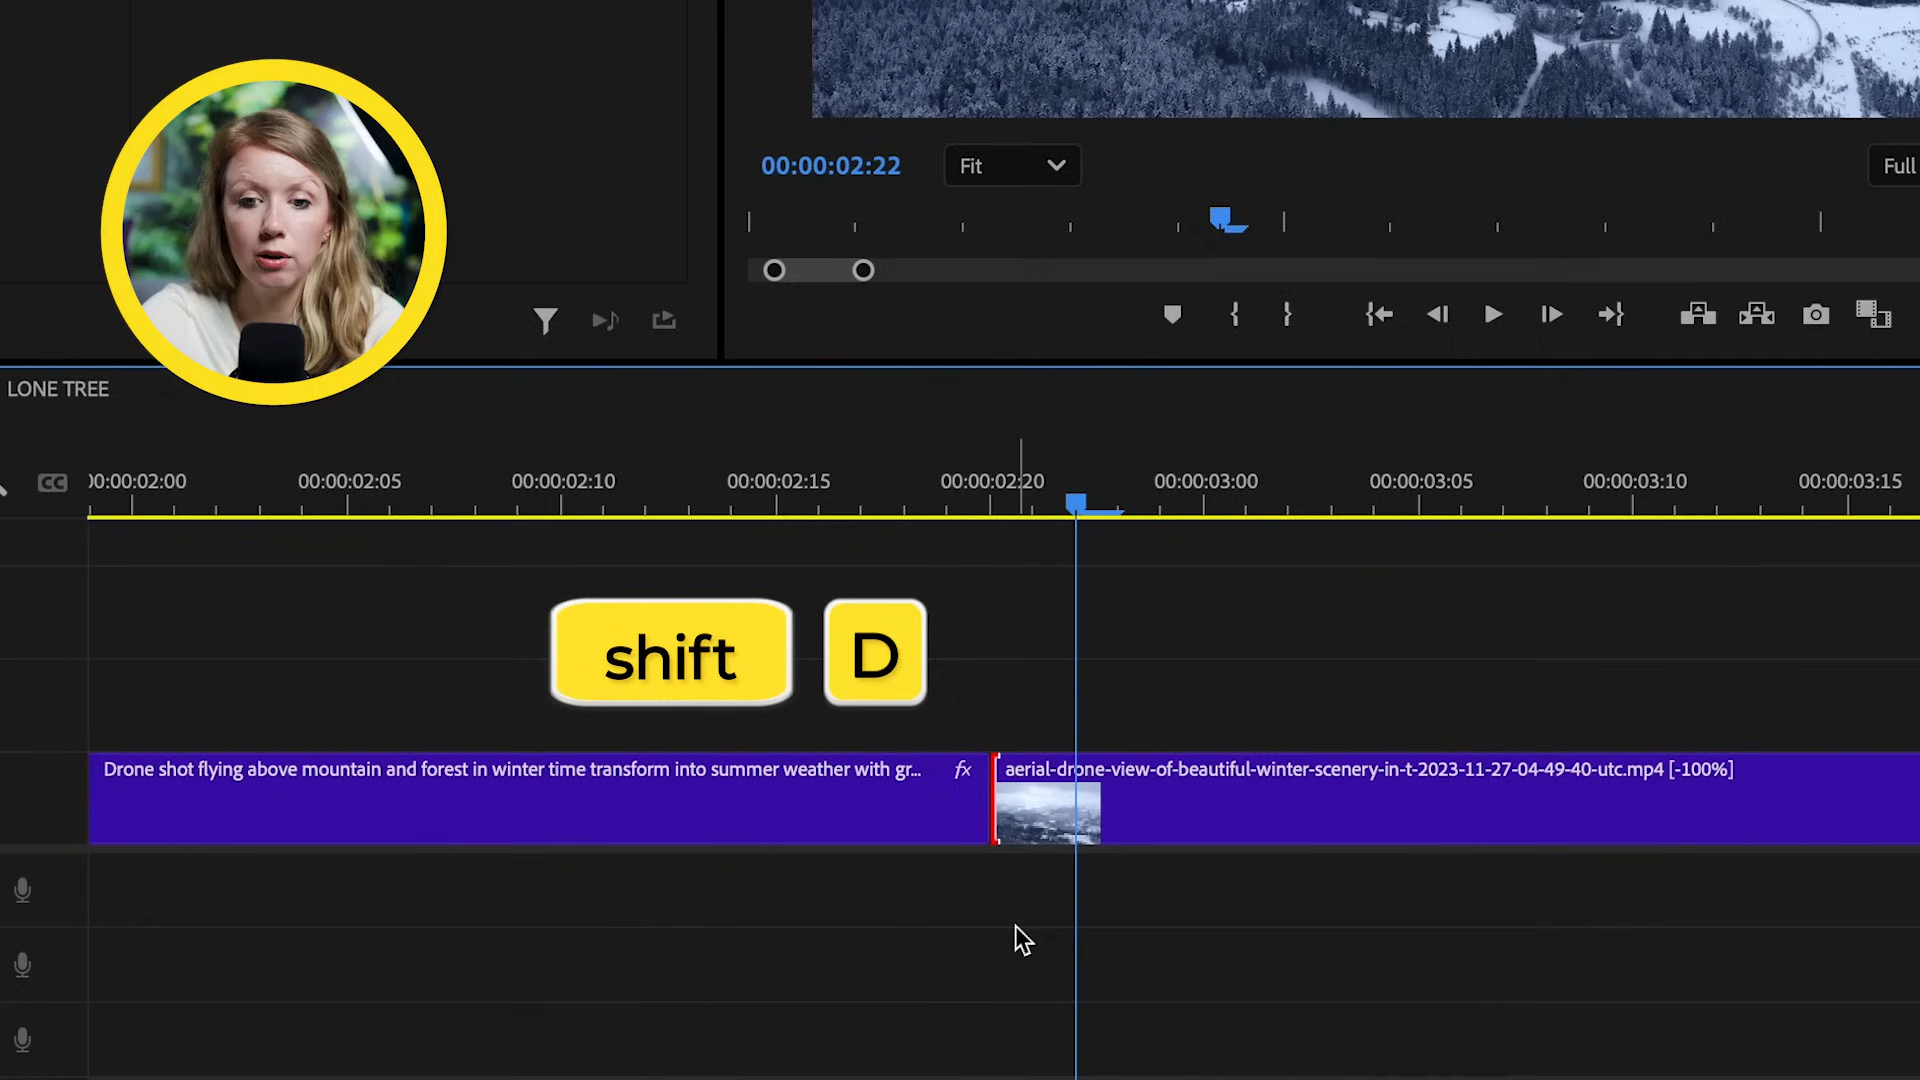 00:00:02:22
Fit
Full
LONE TREE
CC
00:00:02:00
00:00:02:05
00:00:02:10
00:00:02:15
00:00:02:20
00:00:03:00
00:00:03:05
00:00:03:10
00:00:03:15
shift
D
Drone shot flying above mountain and forest in winter time transform into summer weather with gr...
fx
aerial-drone-view-of-beautiful-winter-scenery-in-t-2023-11-27-04-49-40-utc.mp4 [-100%]